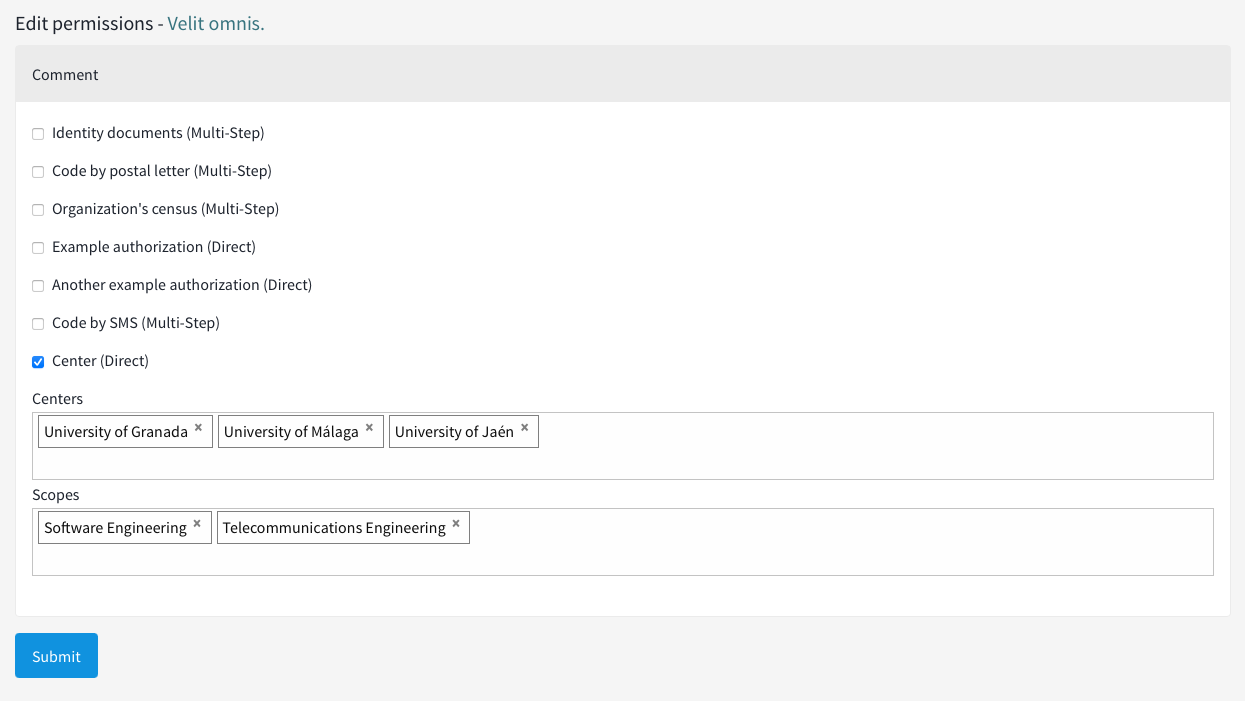 Edit permissions - Velit omnis.
Comment
Identity documents (Multi-Step)
Code by postal letter (Multi-Step)
Organization's census (Multi-Step)
Example authorization (Direct)
Another example authorization (Direct)
Code by SMS (Multi-Step)
Center (Direct)
Centers
University of Granada × University of Málaga × University of Jaén ×
Scopes
Software Engineering × Telecommunications Engineering ×
Submit